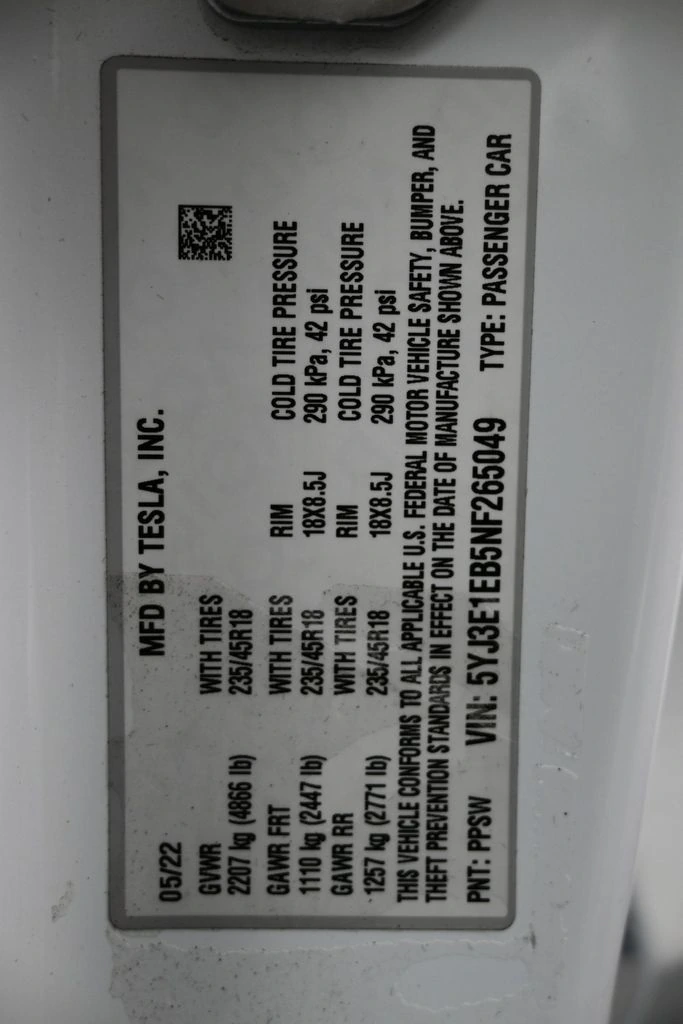 MFD BY TESLA, INC.
05/22
GVWR WITH TIRES
2207 kg (4866 lb) 235/45R18
GAWR FRT WITH TIRES RIM COLD TIRE PRESSURE
1110 kg (2447 lb) 235/45R18 18X8.5J 290 kPa, 42 psi
GAWR RR WITH TIRES RIM COLD TIRE PRESSURE
1257 kg (2771 lb) 235/45R18 18X8.5J 290 kPa, 42 psi
THIS VEHICLE CONFORMS TO ALL APPLICABLE U.S. FEDERAL MOTOR VEHICLE SAFETY, BUMPER, AND
THEFT PREVENTION STANDARDS IN EFFECT ON THE DATE OF MANUFACTURE SHOWN ABOVE.
PNT: PPSW VIN: 5YJ3E1EB5NF265049 TYPE: PASSENGER CAR